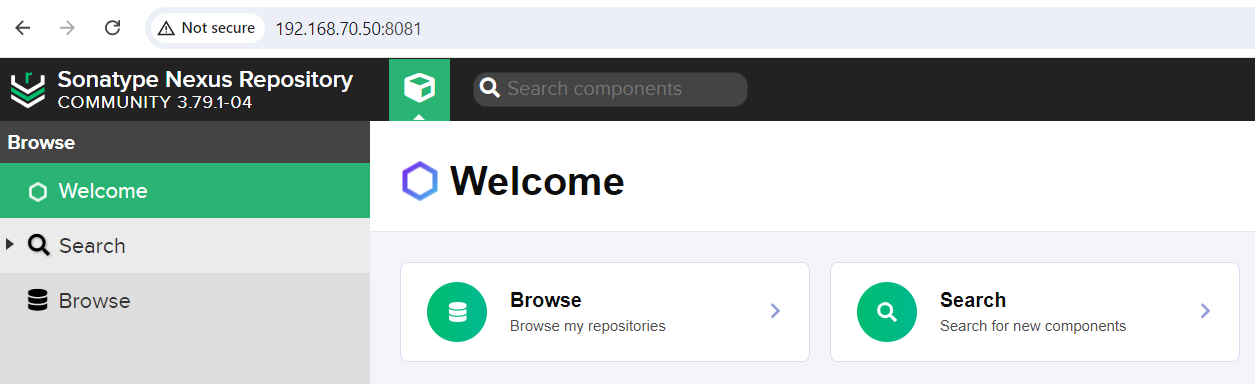 Not secure 192.168.70.50:8081
Sonatype Nexus Repository
COMMUNITY 3.79.1-04
Search components
Browse
Welcome
Search
Browse
Welcome
Browse
Browse my repositories
Search
Search for new components